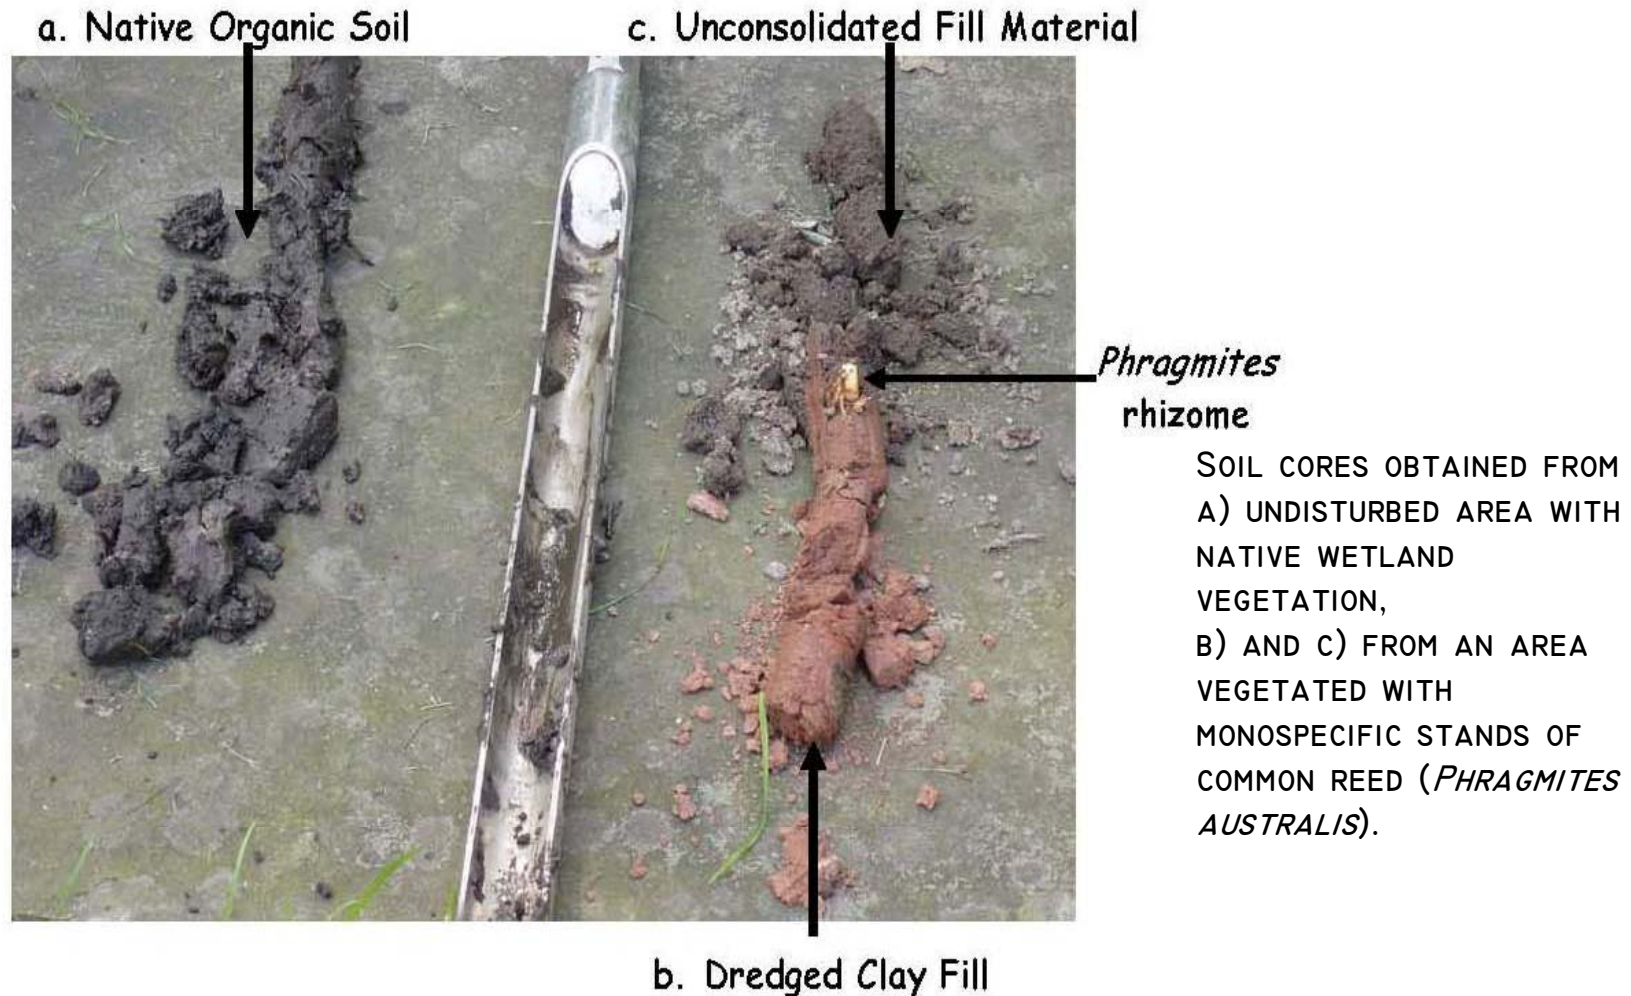 a. Native Organic Soil
c. Unconsolidated Fill Material
Phragmites
rhizome
SOIL CORES OBTAINED FROM
A) UNDISTURBED AREA WITH
NATIVE WETLAND
VEGETATION,
B) AND C) FROM AN AREA
VEGETATED WITH
MONOSPECIFIC STANDS OF
COMMON REED (PHRAGMITES
AUSTRALIS).
b. Dredged Clay Fill